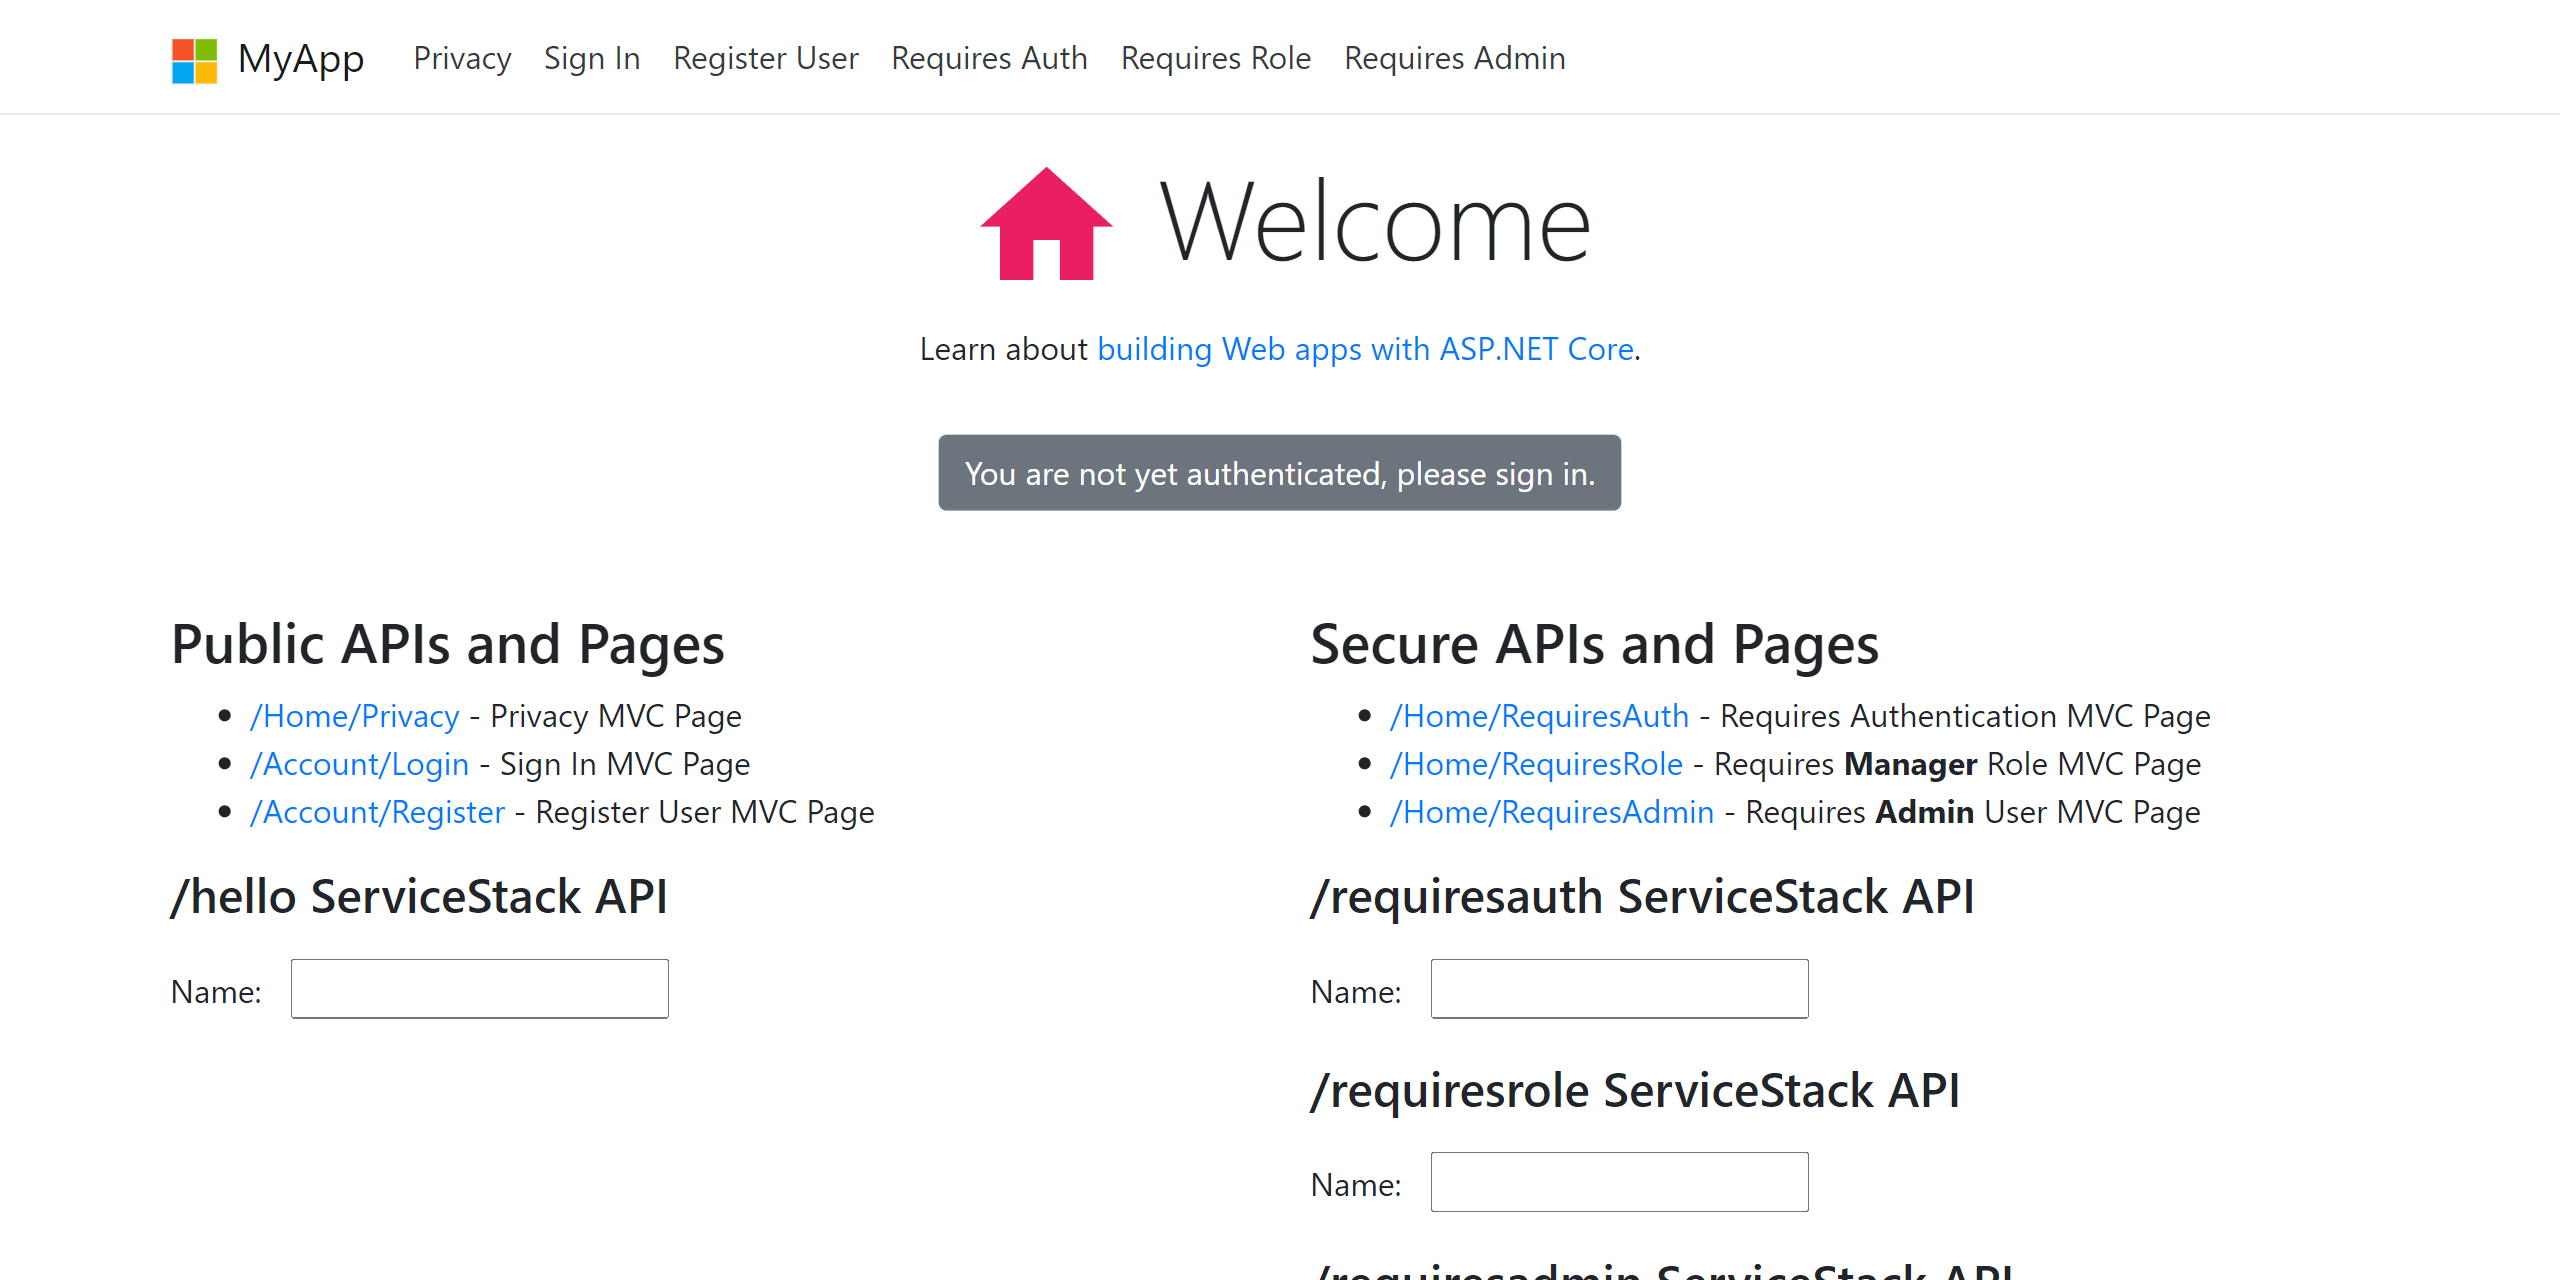 MyApp Privacy Sign In Register User Requires Auth Requires Role Requires Admin
Welcome
Learn about building Web apps with ASP.NET Core.
You are not yet authenticated, please sign in.
Public APIs and Pages
/Home/Privacy - Privacy MVC Page
/Account/Login - Sign In MVC Page
/Account/Register - Register User MVC Page
/hello ServiceStack API
Name:
Secure APIs and Pages
/Home/RequiresAuth - Requires Authentication MVC Page
/Home/RequiresRole - Requires Manager Role MVC Page
/Home/RequiresAdmin - Requires Admin User MVC Page
/requiresauth ServiceStack API
Name:
/requiresrole ServiceStack API
Name:
/requiresadmin ServiceStack API